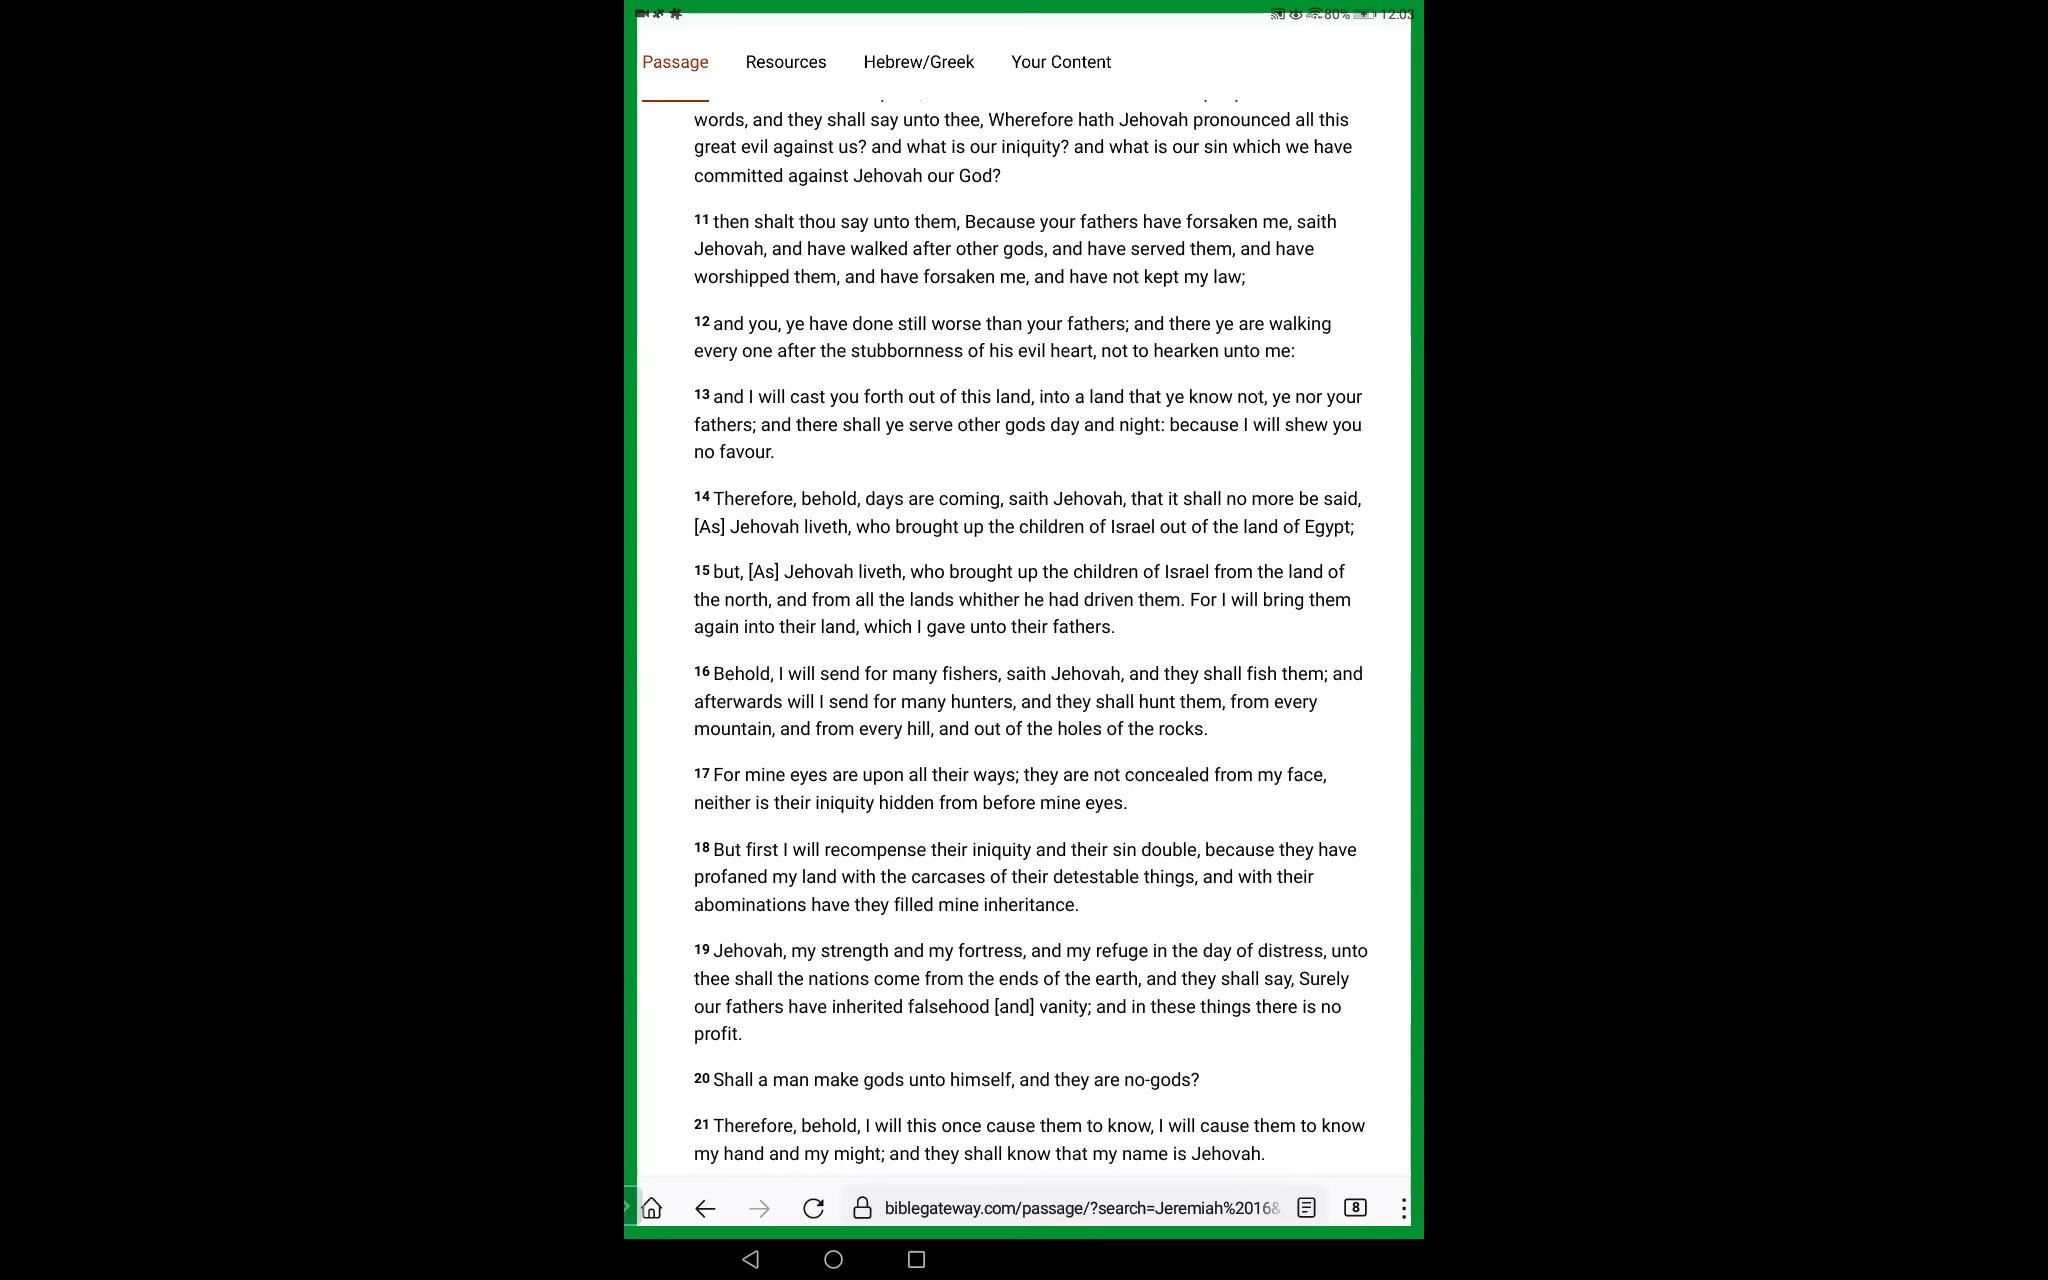 80% 12:03
Passage Resources Hebrew/Greek Your Content
words, and they shall say unto thee, Wherefore hath Jehovah pronounced all this
great evil against us? and what is our iniquity? and what is our sin which we have
committed against Jehovah our God?
11 then shalt thou say unto them, Because your fathers have forsaken me, saith
Jehovah, and have walked after other gods, and have served them, and have
worshipped them, and have forsaken me, and have not kept my law;
12 and you, ye have done still worse than your fathers; and there ye are walking
every one after the stubbornness of his evil heart, not to hearken unto me:
13 and I will cast you forth out of this land, into a land that ye know not, ye nor your
fathers; and there shall ye serve other gods day and night: because I will shew you
no favour.
14 Therefore, behold, days are coming, saith Jehovah, that it shall no more be said,
[As] Jehovah liveth, who brought up the children of Israel out of the land of Egypt;
15 but, [As] Jehovah liveth, who brought up the children of Israel from the land of
the north, and from all the lands whither he had driven them. For I will bring them
again into their land, which I gave unto their fathers.
16 Behold, I will send for many fishers, saith Jehovah, and they shall fish them; and
afterwards will I send for many hunters, and they shall hunt them, from every
mountain, and from every hill, and out of the holes of the rocks.
17 For mine eyes are upon all their ways; they are not concealed from my face,
neither is their iniquity hidden from before mine eyes.
18 But first I will recompense their iniquity and their sin double, because they have
profaned my land with the carcases of their detestable things, and with their
abominations have they filled mine inheritance.
19 Jehovah, my strength and my fortress, and my refuge in the day of distress, unto
thee shall the nations come from the ends of the earth, and they shall say, Surely
our fathers have inherited falsehood [and] vanity; and in these things there is no
profit.
20 Shall a man make gods unto himself, and they are no-gods?
21 Therefore, behold, I will this once cause them to know, I will cause them to know
my hand and my might; and they shall know that my name is Jehovah.
biblegateway.com/passage/?search=Jeremiah%2016& 8